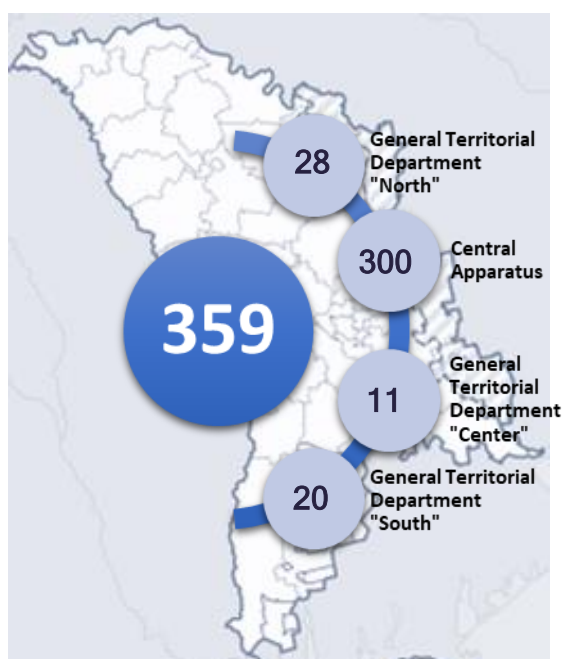 28
General Territorial
Department
"North"
300
Central
Apparatus
359
11
General
Territorial
Department
"Center"
20
General Territorial
Department
"South"